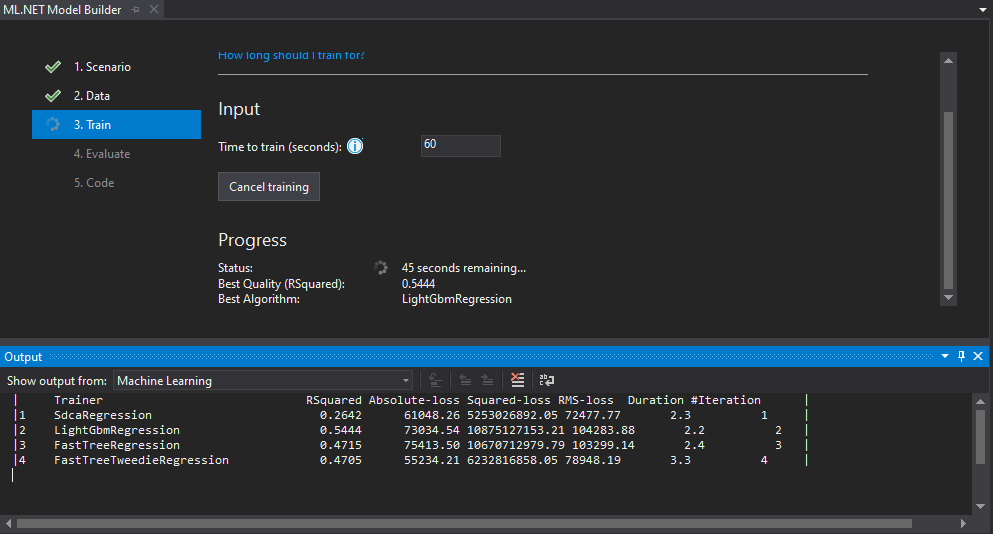 ML.NET Model Builder
How long should I train for?
1. Scenario
2. Data
3. Train
4. Evaluate
5. Code
Input
Time to train (seconds): 60
Cancel training
Progress
Status: 45 seconds remaining...
Best Quality (RSquared): 0.5444
Best Algorithm: LightGbmRegression
Output
Show output from: Machine Learning
| Trainer RSquared Absolute-loss Squared-loss RMS-loss Duration #Iteration |
|1 SdcaRegression 0.2642 61048.26 5253026892.05 72477.77 2.3 1 |
|2 LightGbmRegression 0.5444 73034.54 10875127153.21 104283.88 2.2 2 |
|3 FastTreeRegression 0.4715 75413.50 10670712979.79 103299.14 2.4 3 |
|4 FastTreeTweedieRegression 0.4705 55234.21 6232816858.05 78948.19 3.3 4 |